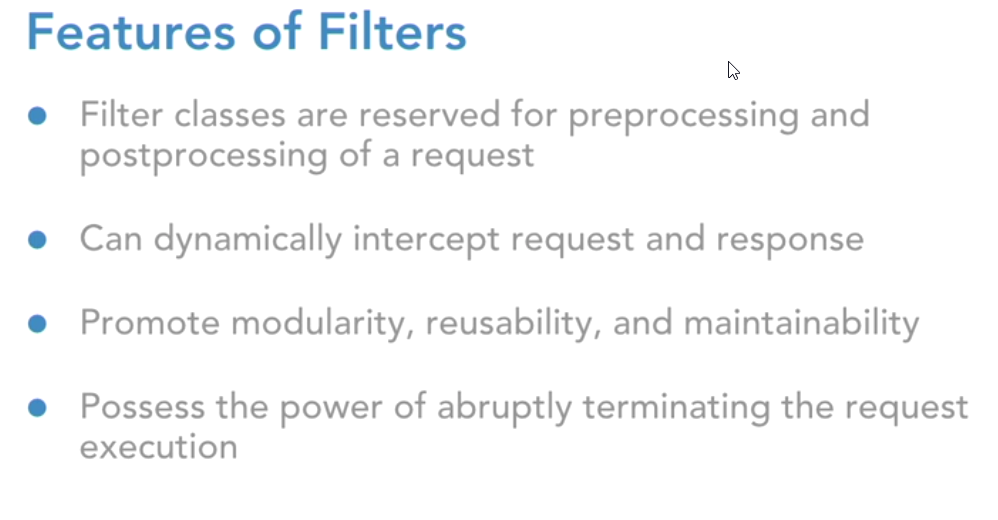 Features of Filters
Filter classes are reserved for preprocessing and
postprocessing of a request
Can dynamically intercept request and response
Promote modularity, reusability, and maintainability
Possess the power of abruptly terminating the request
execution